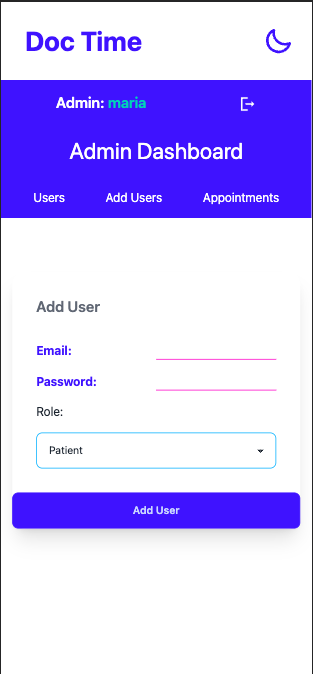 Doc Time
Admin: maria
Admin Dashboard
Users Add Users Appointments
Add User
Email:
Password:
Role:
Patient
Add User